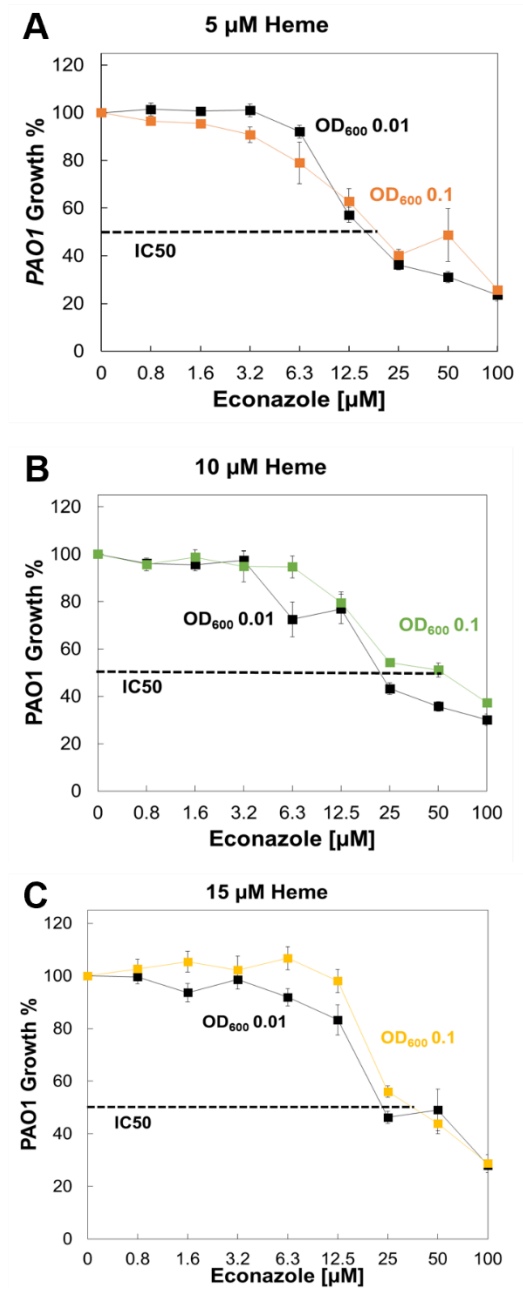 A
5 µM Heme
120
100
80
60
40
20
0
PAO1 Growth %
OD600 0.01
OD600 0.1
IC50
0 0.8 1.6 3.2 6.3 12.5 25 50 100
Econazole [µM]
B
10 µM Heme
120
100
80
60
40
20
0
PAO1 Growth %
OD600 0.01
OD600 0.1
IC50
0 0.8 1.6 3.2 6.3 12.5 25 50 100
Econazole [µM]
C
15 µM Heme
120
100
80
60
40
20
0
PAO1 Growth %
OD600 0.01
OD600 0.1
IC50
0 0.8 1.6 3.2 6.3 12.5 25 50 100
Econazole [µM]